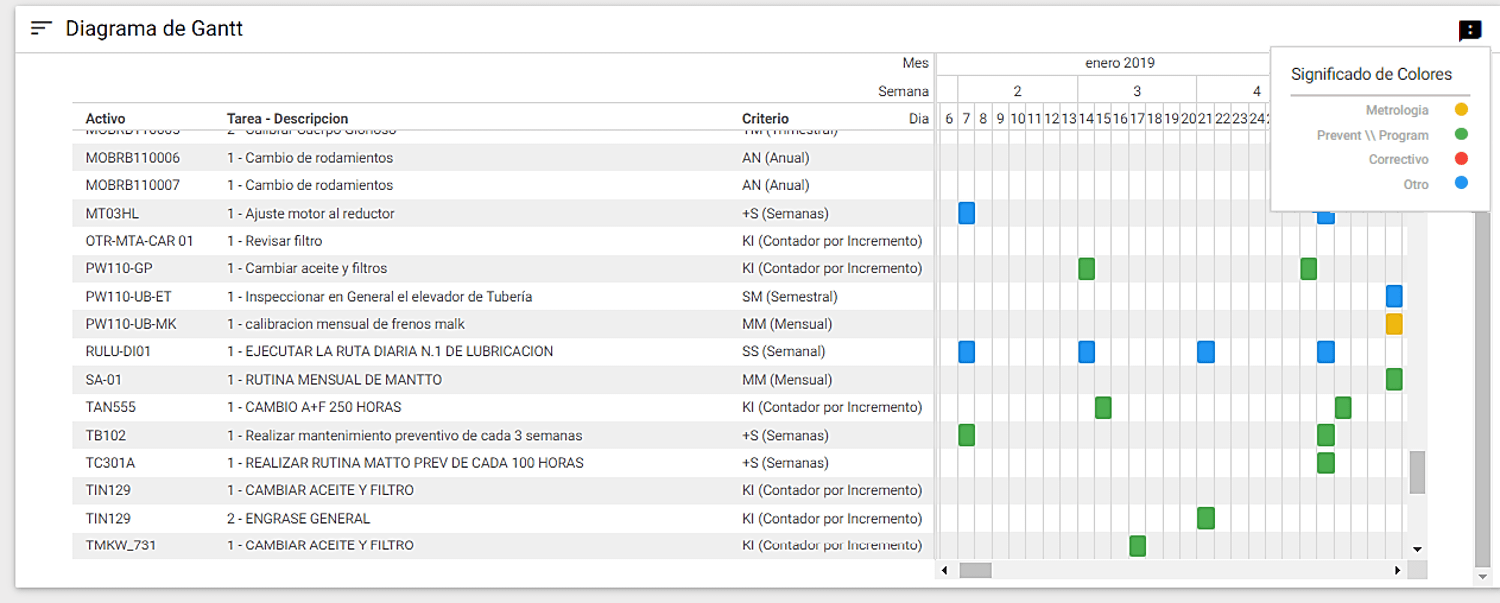 Diagrama de Gantt
Mes enero 2019
Significado de Colores
Semana 2 3 4
Metrologia
Activo Tarea - Descripcion Criterio Dia 6 7 8 9 10 11 12 13 14 15 16 17 18 19 20 21 22 23 24
Prevent \\ Program
MOBRB110006 1 - Cambio de rodamientos AN (Anual)
Correctivo
MOBRB110007 1 - Cambio de rodamientos AN (Anual)
Otro
MT03HL 1 - Ajuste motor al reductor +S (Semanas)
OTR-MTA-CAR 01 1 - Revisar filtro KI (Contador por Incremento)
PW110-GP 1 - Cambiar aceite y filtros KI (Contador por Incremento)
PW110-UB-ET 1 - Inspeccionar en General el elevador de Tubería SM (Semestral)
PW110-UB-MK 1 - calibracion mensual de frenos malk MM (Mensual)
RULU-DI01 1 - EJECUTAR LA RUTA DIARIA N.1 DE LUBRICACION SS (Semanal)
SA-01 1 - RUTINA MENSUAL DE MANTTO MM (Mensual)
TAN555 1 - CAMBIO A+F 250 HORAS KI (Contador por Incremento)
TB102 1 - Realizar mantenimiento preventivo de cada 3 semanas +S (Semanas)
TC301A 1 - REALIZAR RUTINA MATTO PREV DE CADA 100 HORAS +S (Semanas)
TIN129 1 - CAMBIAR ACEITE Y FILTRO KI (Contador por Incremento)
TIN129 2 - ENGRASE GENERAL KI (Contador por Incremento)
TMKW_731 1 - CAMBIAR ACEITE Y FILTRO KI (Contador por Incremento)